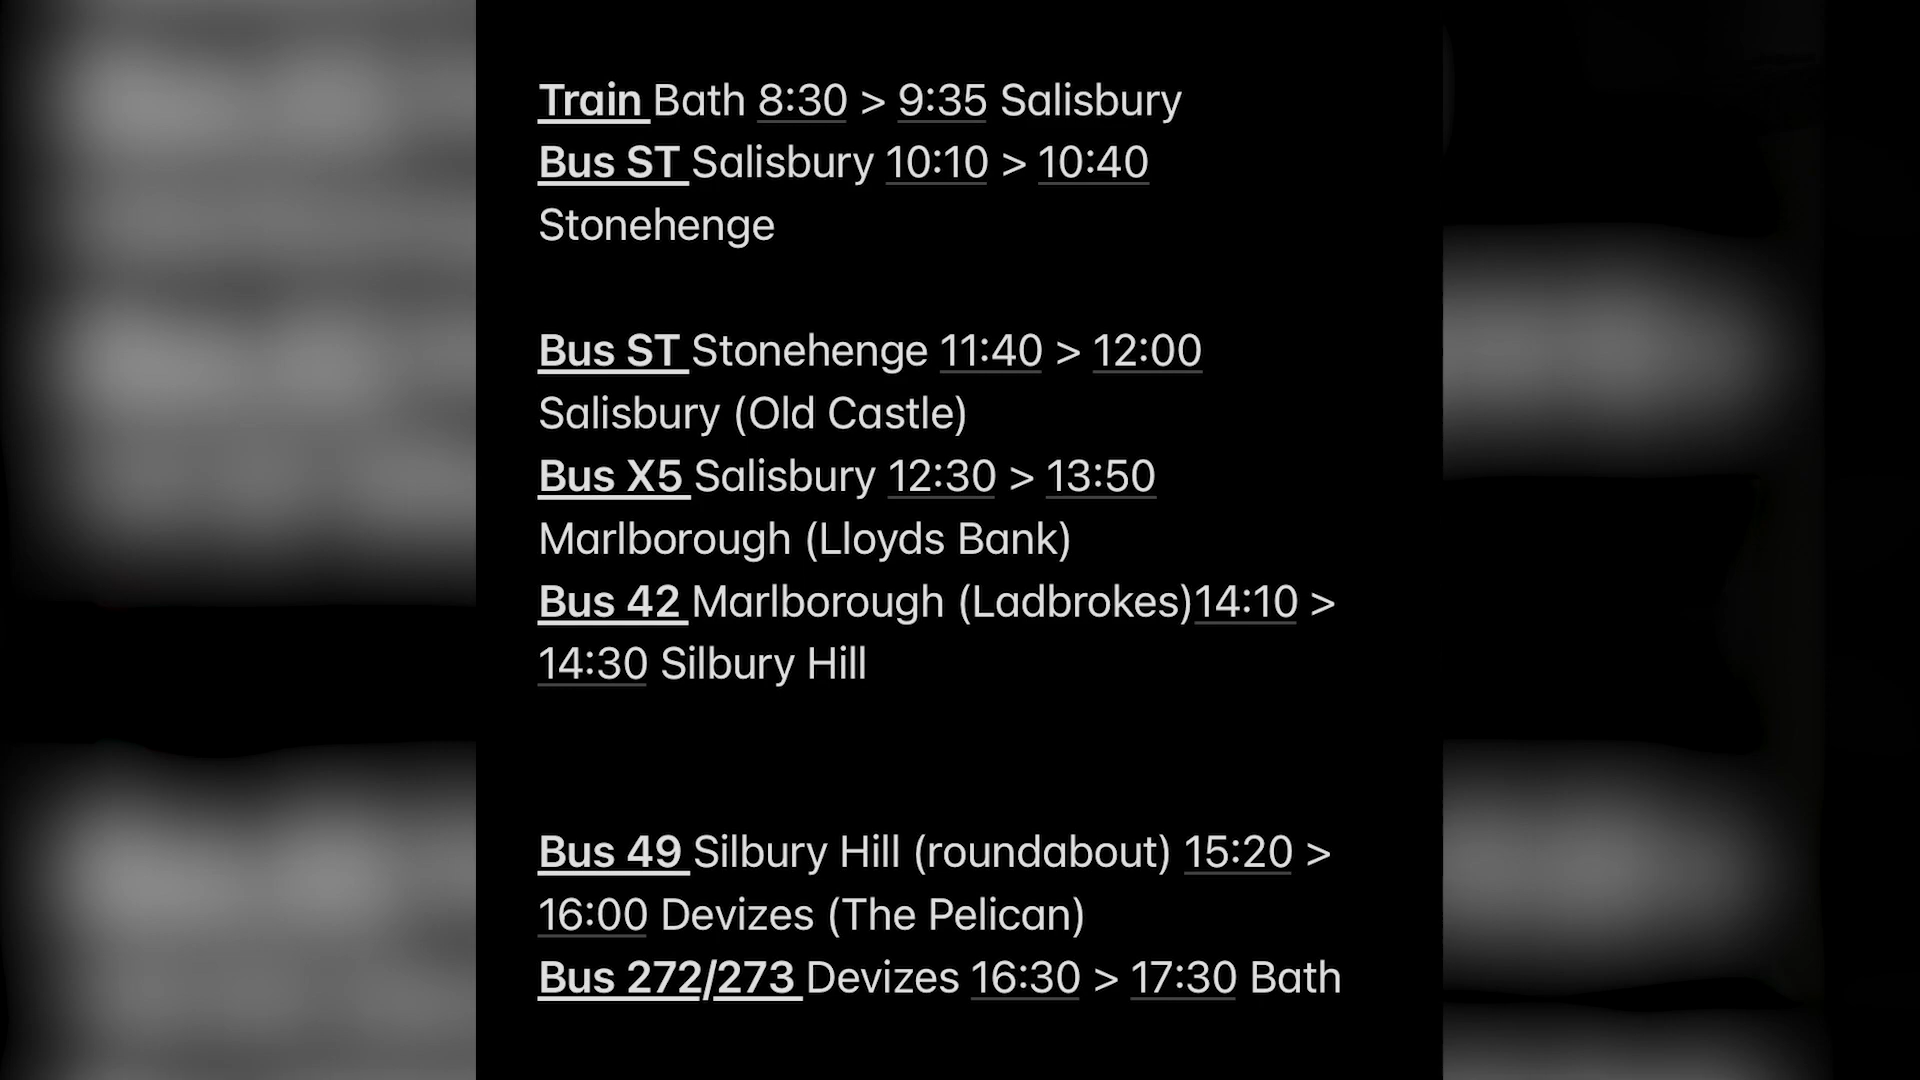 Train Bath 8:30 > 9:35 Salisbury
Bus ST Salisbury 10:10 > 10:40
Stonehenge
Bus ST Stonehenge 11:40 > 12:00
Salisbury (Old Castle)
Bus X5 Salisbury 12:30 > 13:50
Marlborough (Lloyds Bank)
Bus 42 Marlborough (Ladbrokes)14:10 >
14:30 Silbury Hill
Bus 49 Silbury Hill (roundabout) 15:20 >
16:00 Devizes (The Pelican)
Bus 272/273 Devizes 16:30 > 17:30 Bath